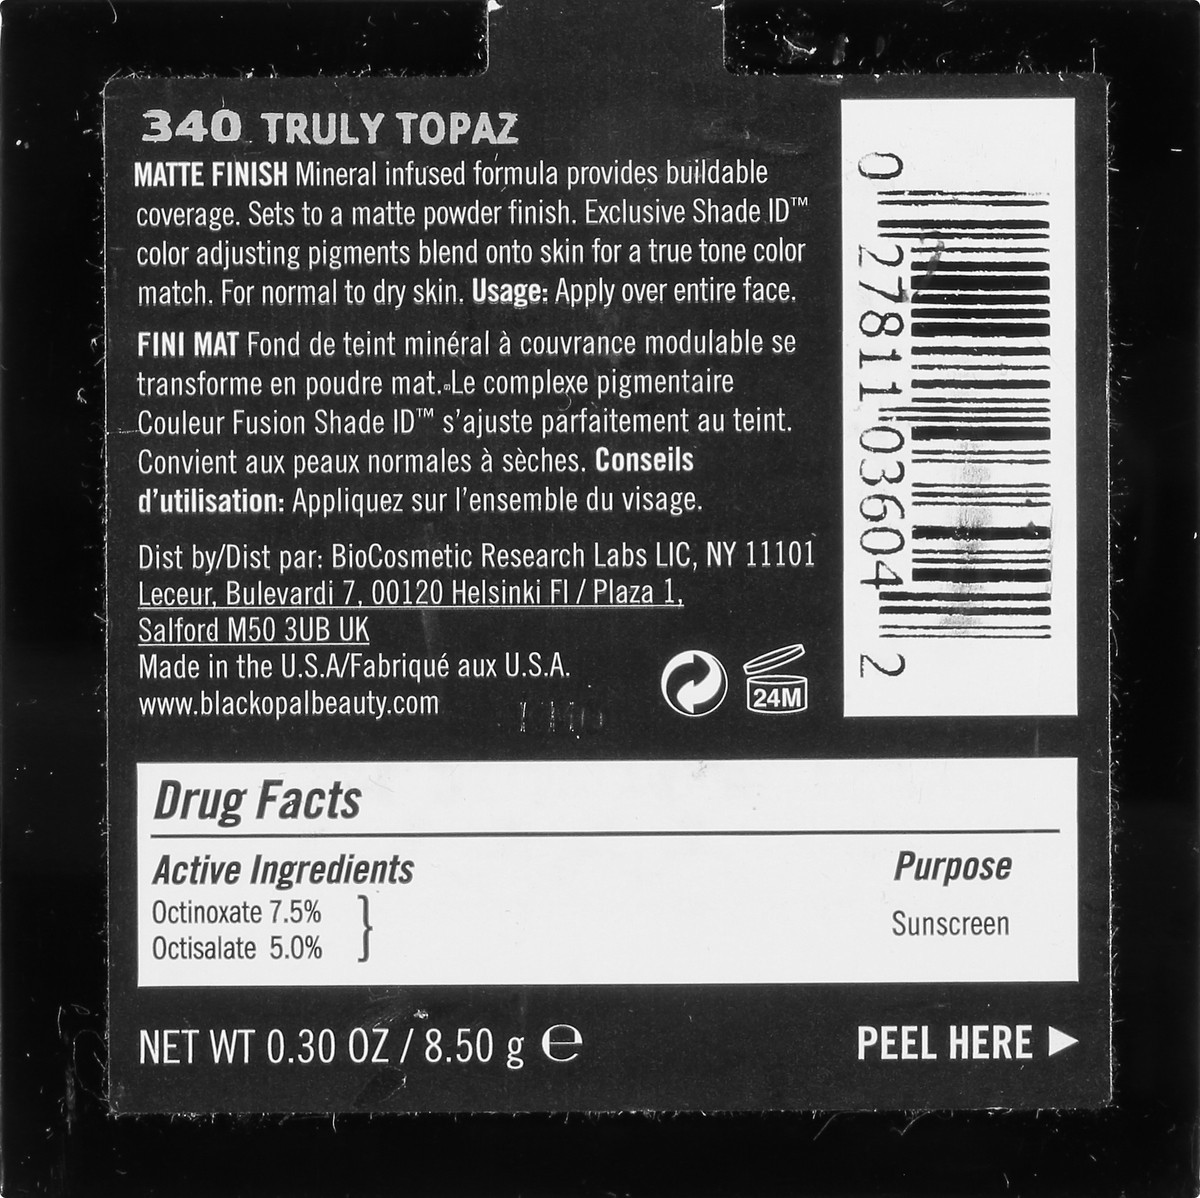 340 TRULY TOPAZ
MATTE FINISH Mineral infused formula provides buildable
coverage. Sets to a matte powder finish. Exclusive Shade ID™
color adjusting pigments blend onto skin for a true tone color
match. For normal to dry skin. Usage: Apply over entire face.
FINI MAT Fond de teint minéral à couvrance modulable se
transforme en poudre mat. Le complexe pigmentaire
Couleur Fusion Shade ID™ s'ajuste parfaitement au teint.
Convient aux peaux normales à sèches. Conseils
d'utilisation: Appliquez sur l'ensemble du visage.
Dist by/Dist par: BioCosmetic Research Labs LIC, NY 11101
Leceur, Bulevardi 7, 00120 Helsinki FI / Plaza 1,
Salford M50 3UB UK
Made in the U.S.A/Fabriqué aux U.S.A.
www.blackopalbeauty.com
24M
0 27811 03604 2
Drug Facts
Active Ingredients Purpose
Octinoxate 7.5%
Sunscreen
Octisalate 5.0%
NET WT 0.30 OZ / 8.50 g ℮ PEEL HERE ▶